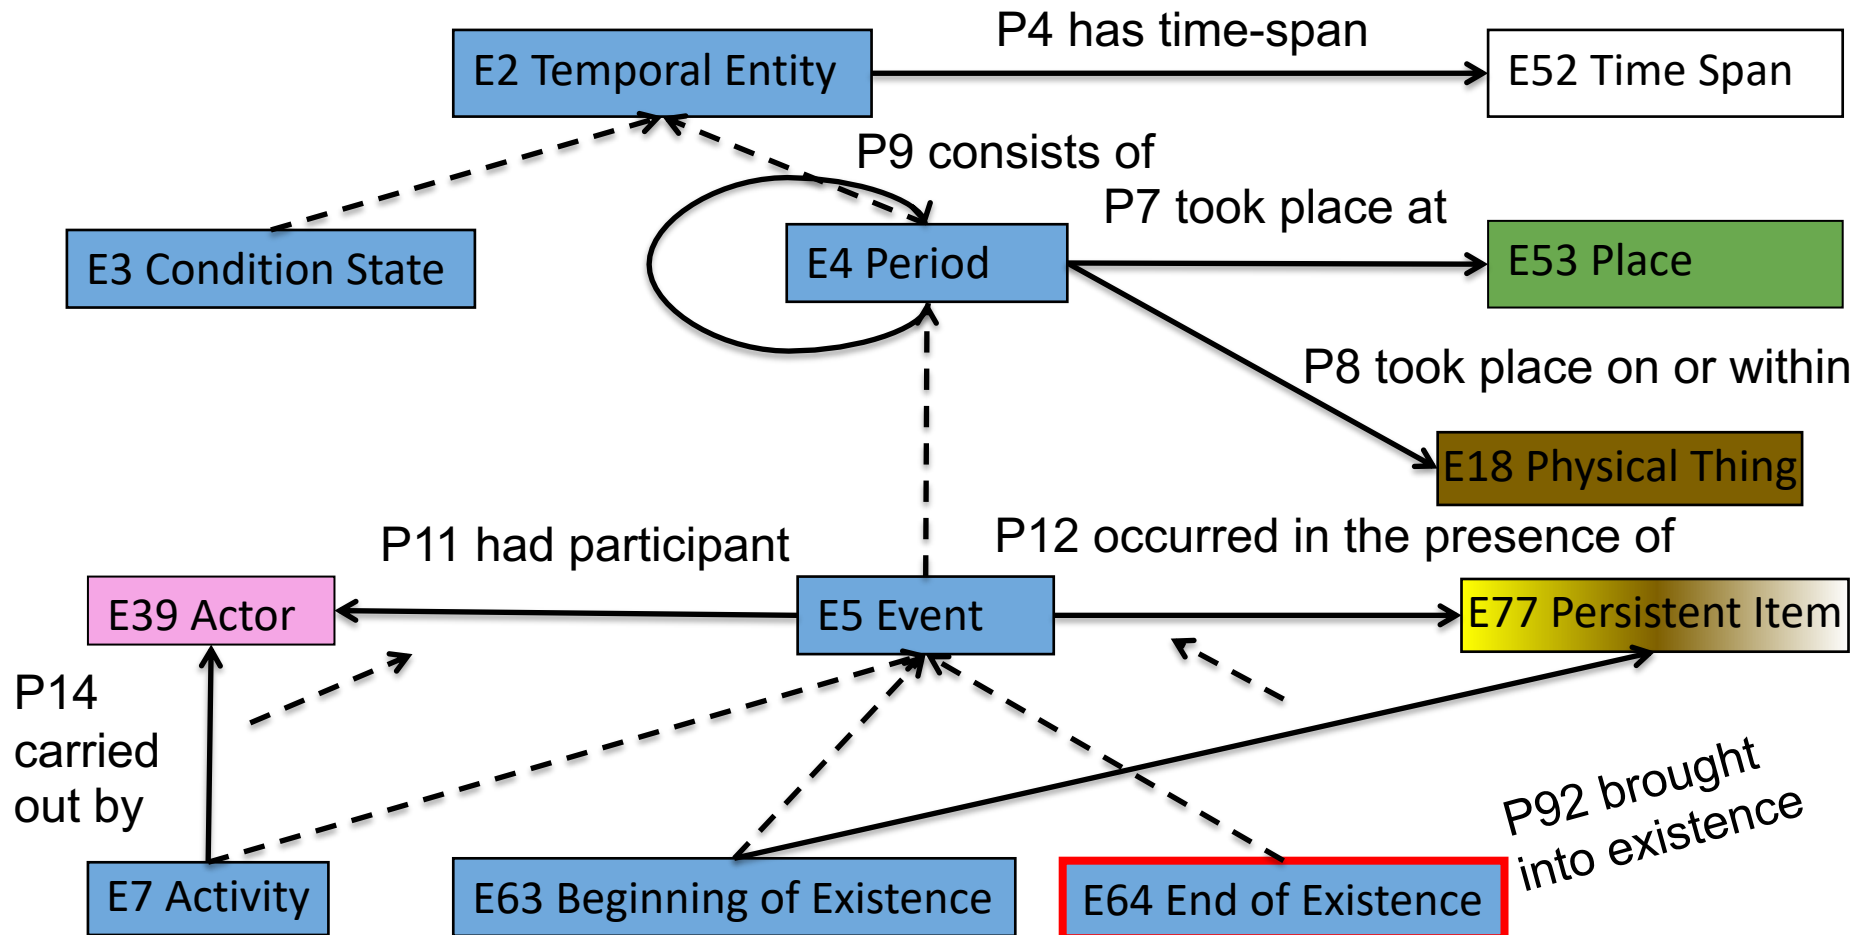 P4 has time-span
E2 Temporal Entity
E52 Time Span
P9 consists of
P7 took place at
E3 Condition State
E4 Period
E53 Place
P8 took place on or within
E18 Physical Thing
P11 had participant
P12 occurred in the presence of
E39 Actor
E5 Event
E77 Persistent Item
P14
carried
out by
P92 brought
into existence
E7 Activity
E63 Beginning of Existence
E64 End of Existence